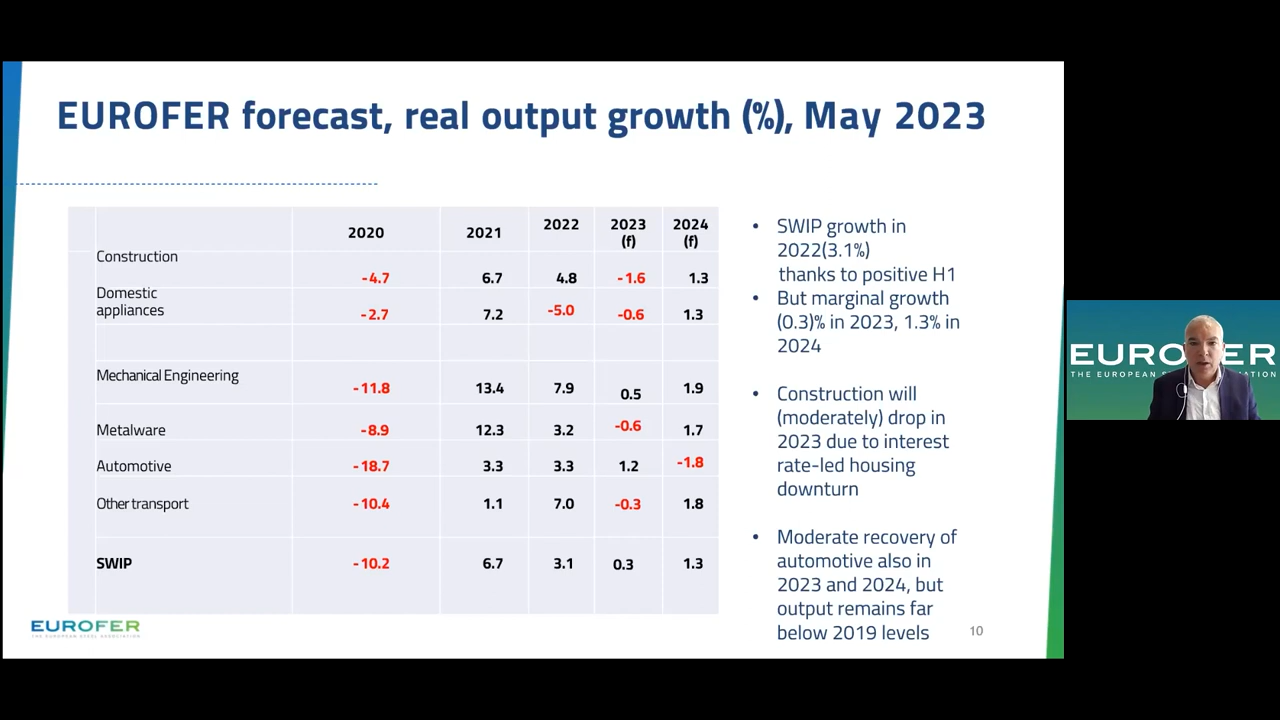 EUROFER forecast, real output growth (%), May 2023
2020 2021 2022 2023 (f) 2024 (f)
Construction -4.7 6.7 4.8 -1.6 1.3
Domestic appliances -2.7 7.2 -5.0 -0.6 1.3
Mechanical Engineering -11.8 13.4 7.9 0.5 1.9
Metalware -8.9 12.3 3.2 -0.6 1.7
Automotive -18.7 3.3 3.3 1.2 -1.8
Other transport -10.4 1.1 7.0 -0.3 1.8
SWIP -10.2 6.7 3.1 0.3 1.3
• SWIP growth in
2022(3.1%)
thanks to positive H1
• But marginal growth
(0.3)% in 2023, 1.3% in
2024
• Construction will
(moderately) drop in
2023 due to interest
rate-led housing
downturn
• Moderate recovery of
automotive also in
2023 and 2024, but
output remains far
below 2019 levels
EUROFER
THE EUROPEAN STEEL ASSOCIATION
10
EUROFER
THE EUROPEAN